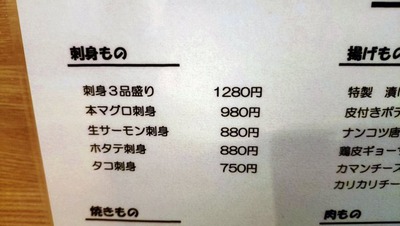 刺身もの
刺身3品盛り 1280円
本マグロ刺身 980円
生サーモン刺身 880円
ホタテ刺身 880円
タコ刺身 750円
焼きもの
揚げもの
特製 漬け
皮付きポテ
ナンコツ唐
鶏皮ギョー
カマンチーズ
カリカリチー
肉もの